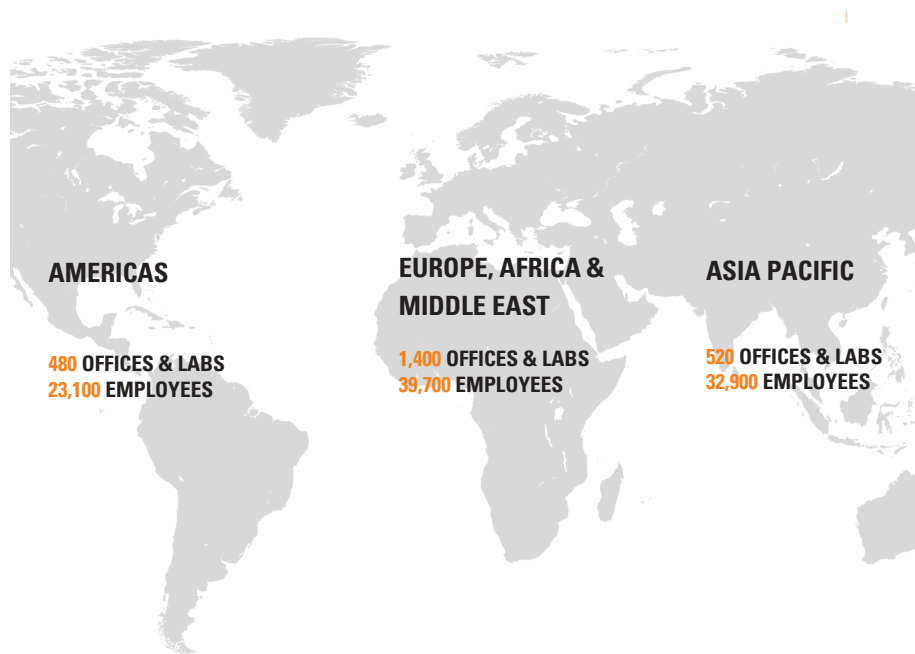 AMERICAS
480 OFFICES & LABS
23,100 EMPLOYEES
EUROPE, AFRICA &
MIDDLE EAST
1,400 OFFICES & LABS
39,700 EMPLOYEES
ASIA PACIFIC
520 OFFICES & LABS
32,900 EMPLOYEES